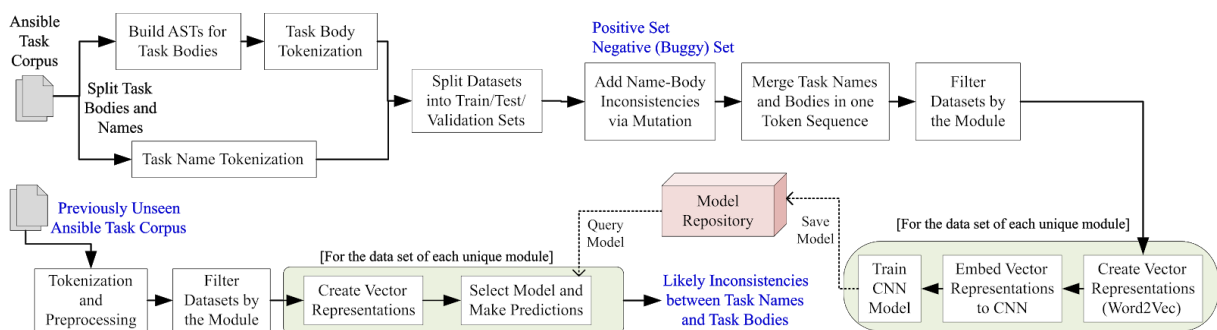 Ansible
Task
Corpus
Build ASTs for
Task Bodies
Task Body
Tokenization
Split Task
Bodies and
Names
Task Name Tokenization
Split Datasets
into Train/Test/
Validation Sets
Positive Set
Negative (Buggy) Set
Add Name-Body
Inconsistencies
via Mutation
Merge Task Names
and Bodies in one
Token Sequence
Filter
Datasets by
the Module
Previously Unseen
Ansible Task Corpus
Tokenization
and
Preprocessing
Filter
Datasets by
the Module
[For the data set of each unique module]
Create Vector
Representations
Select Model and
Make Predictions
Query
Model
Model
Repository
Save
Model
Likely Inconsistencies
between Task Names
and Task Bodies
[For the data set of each unique module]
Train
CNN
Model
Embed Vector
Representations
to CNN
Create Vector
Representations
(Word2Vec)